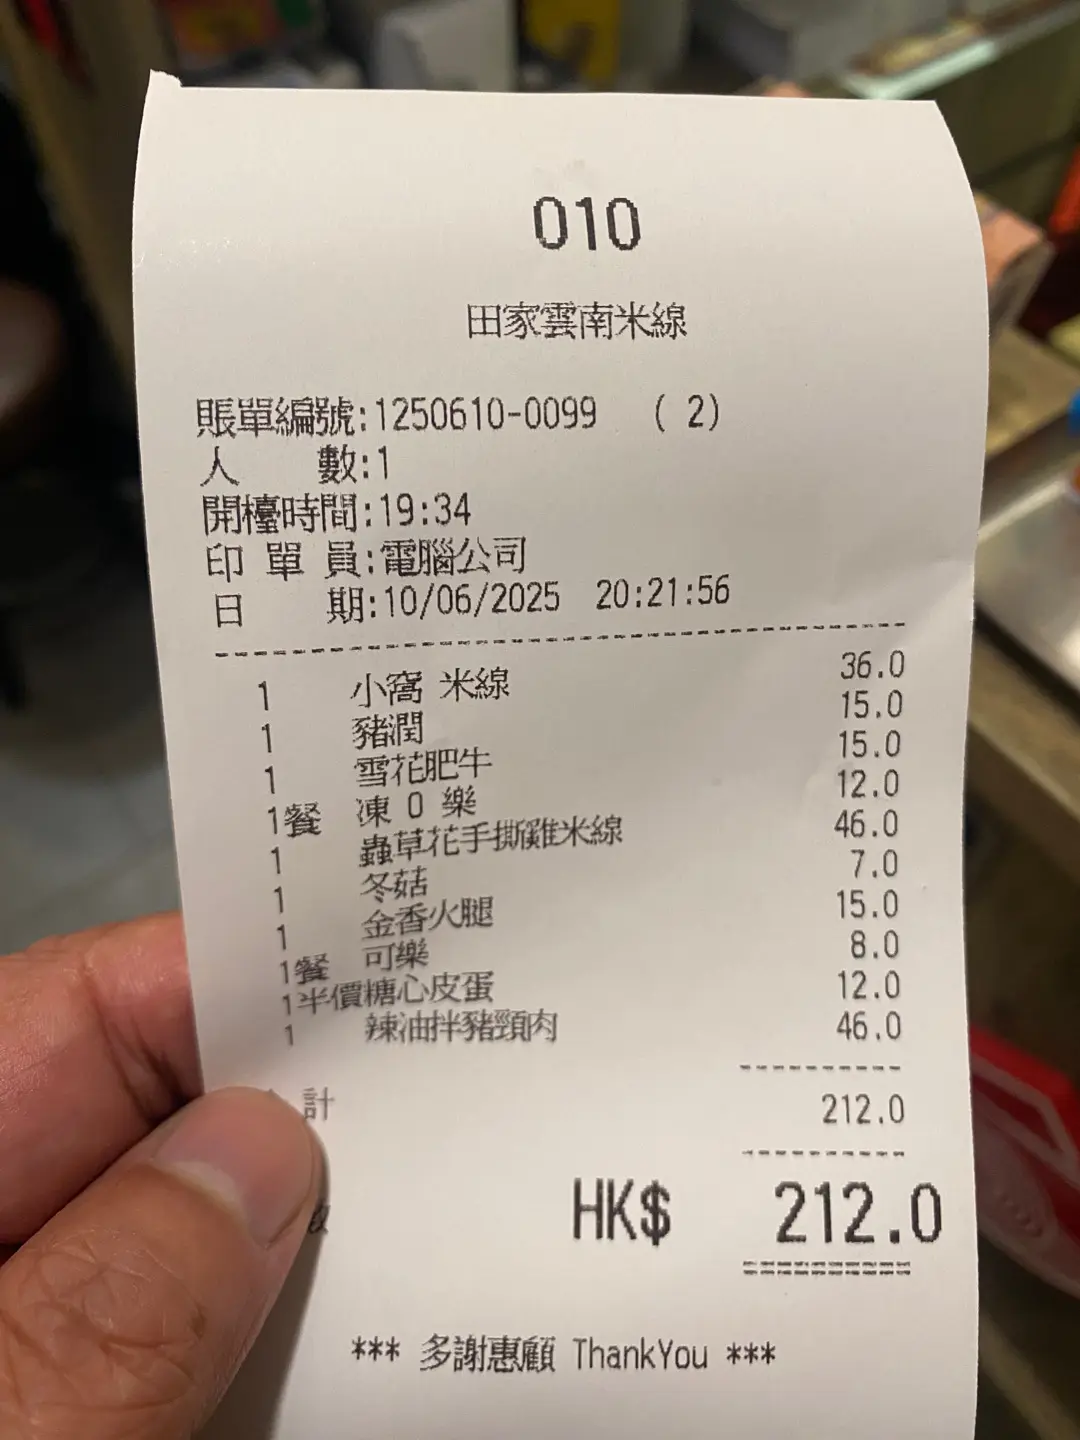 010
田家雲南米線
賬單編號:1250610-0099 ( 2)
人 數:1
開檯時間:19:34
印 單 員:電腦公司
日 期:10/06/2025 20:21:56
1 小窩 米線 36.0
1 豬潤 15.0
1 雪花肥牛 15.0
1餐 凍 0 樂 12.0
1 蟲草花手撕雞米線 46.0
1 冬菇 7.0
1 金香火腿 15.0
1餐 可樂 8.0
1半價糖心皮蛋 12.0
1 辣油拌豬頸肉 46.0
計 212.0
HK$ 212.0
*** 多謝惠顧 ThankYou ***